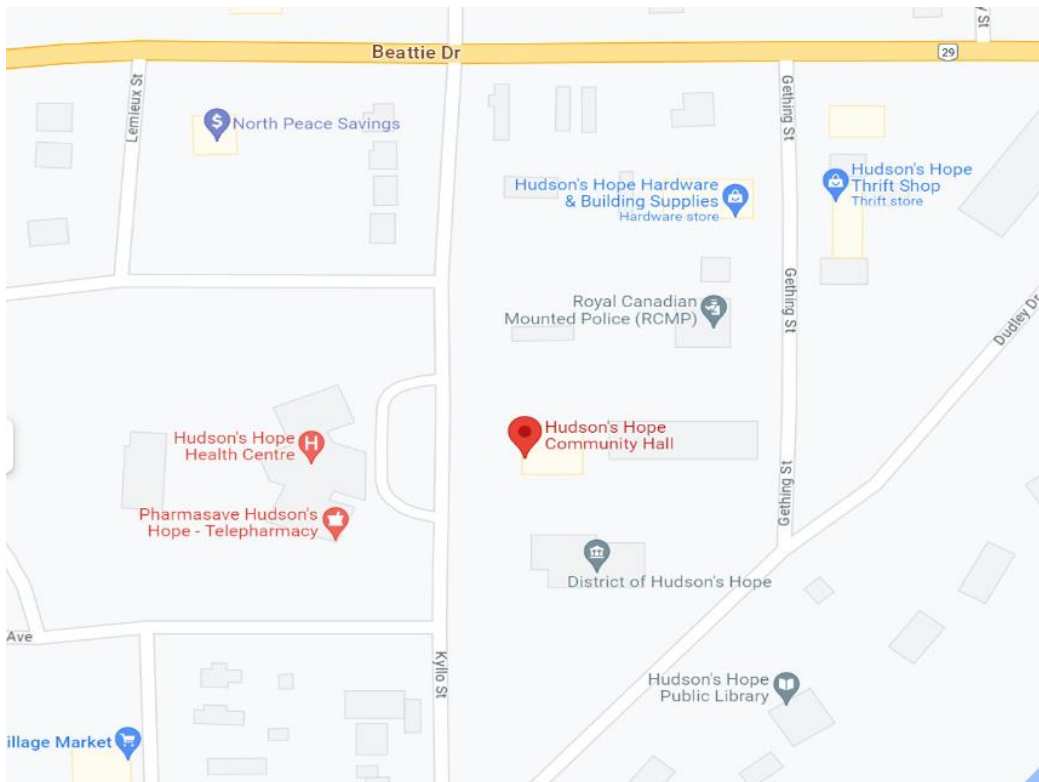 Beattie Dr
29
y St
Lemieux St
North Peace Savings
$
Gething St
Hudson's Hope Hardware
& Building Supplies
Hardware store
Hudson's Hope
Thrift Shop
Thrift store
Gething St
Royal Canadian
Mounted Police (RCMP)
Dudley Dr
Hudson's Hope
Health Centre
H
Hudson's Hope
Community Hall
Gething St
Pharmasave Hudson's
Hope - Telepharmacy
District of Hudson's Hope
Ave
Kyllo St
Hudson's Hope
Public Library
illage Market